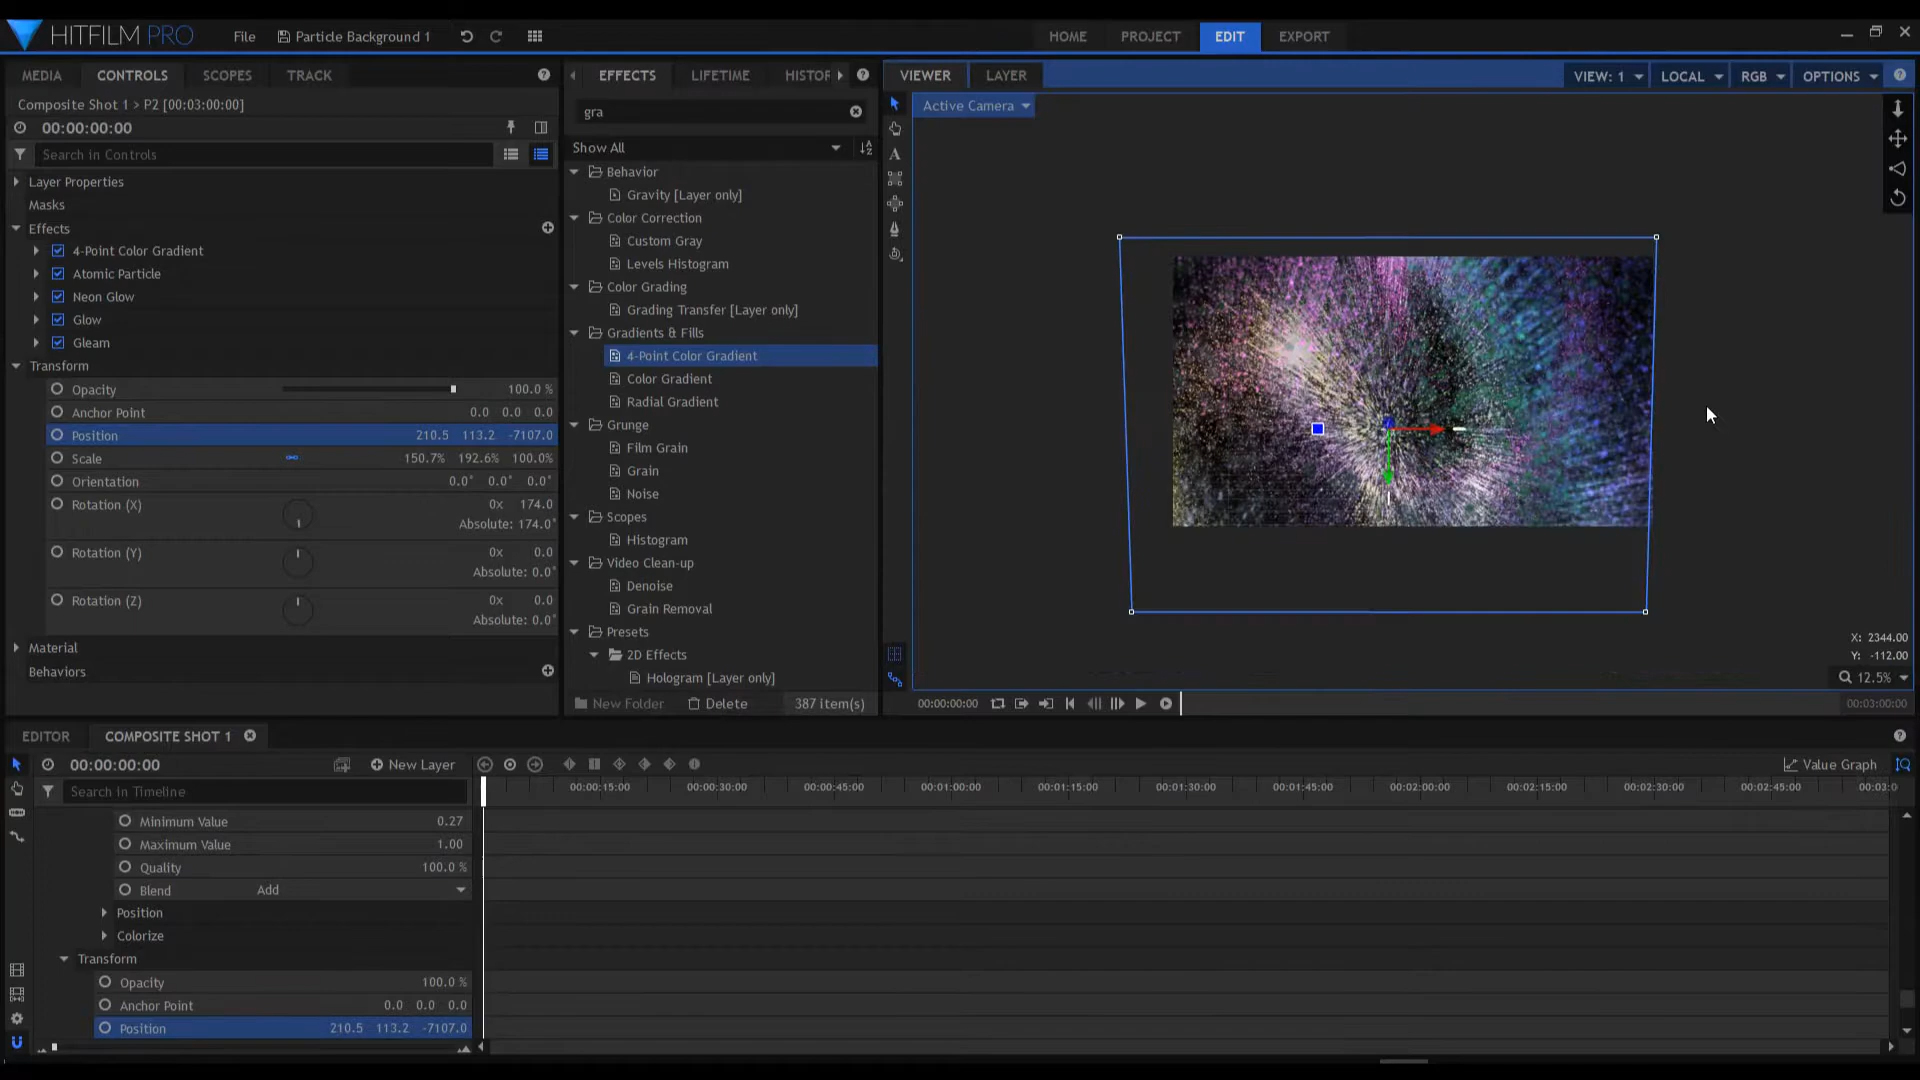 HITFILM PRO
File
Particle Background 1
HOME
PROJECT
EDIT
EXPORT
MEDIA
CONTROLS
SCOPES
TRACK
Composite Shot 1 > P2 [00:03:00:00]
00:00:00:00
Search in Controls
Layer Properties
Masks
Effects
4-Point Color Gradient
Atomic Particle
Neon Glow
Glow
Gleam
Transform
Opacity 100.0 %
Anchor Point 0.0 0.0 0.0
Position 210.5 113.2 -7107.0
Scale 150.7% 192.6% 100.0%
Orientation 0.0° 0.0° 0.0°
Rotation (X) 0x 174.0
Absolute: 174.0°
Rotation (Y) 0x 0.0
Absolute: 0.0°
Rotation (Z) 0x 0.0
Absolute: 0.0°
Material
Behaviors
EFFECTS
LIFETIME
HISTOR
gra
Show All
Behavior
Gravity [Layer only]
Color Correction
Custom Gray
Levels Histogram
Color Grading
Grading Transfer [Layer only]
Gradients & Fills
4-Point Color Gradient
Color Gradient
Radial Gradient
Grunge
Film Grain
Grain
Noise
Scopes
Histogram
Video Clean-up
Denoise
Grain Removal
Presets
2D Effects
Hologram [Layer only]
New Folder
Delete
387 item(s)
VIEWER
LAYER
VIEW: 1
LOCAL
RGB
OPTIONS
Active Camera
X: 2344.00
Y: -112.00
12.5%
00:00:00:00
00:03:00:00
EDITOR
COMPOSITE SHOT 1
00:00:00:00
New Layer
Value Graph
Search in Timeline
00:00:15:00 00:00:30:00 00:00:45:00 00:01:00:00 00:01:15:00 00:01:30:00 00:01:45:00 00:02:00:00 00:02:15:00 00:02:30:00 00:02:45:00 00:03:0
Minimum Value 0.27
Maximum Value 1.00
Quality 100.0 %
Blend Add
Position
Colorize
Transform
Opacity 100.0 %
Anchor Point 0.0 0.0 0.0
Position 210.5 113.2 -7107.0